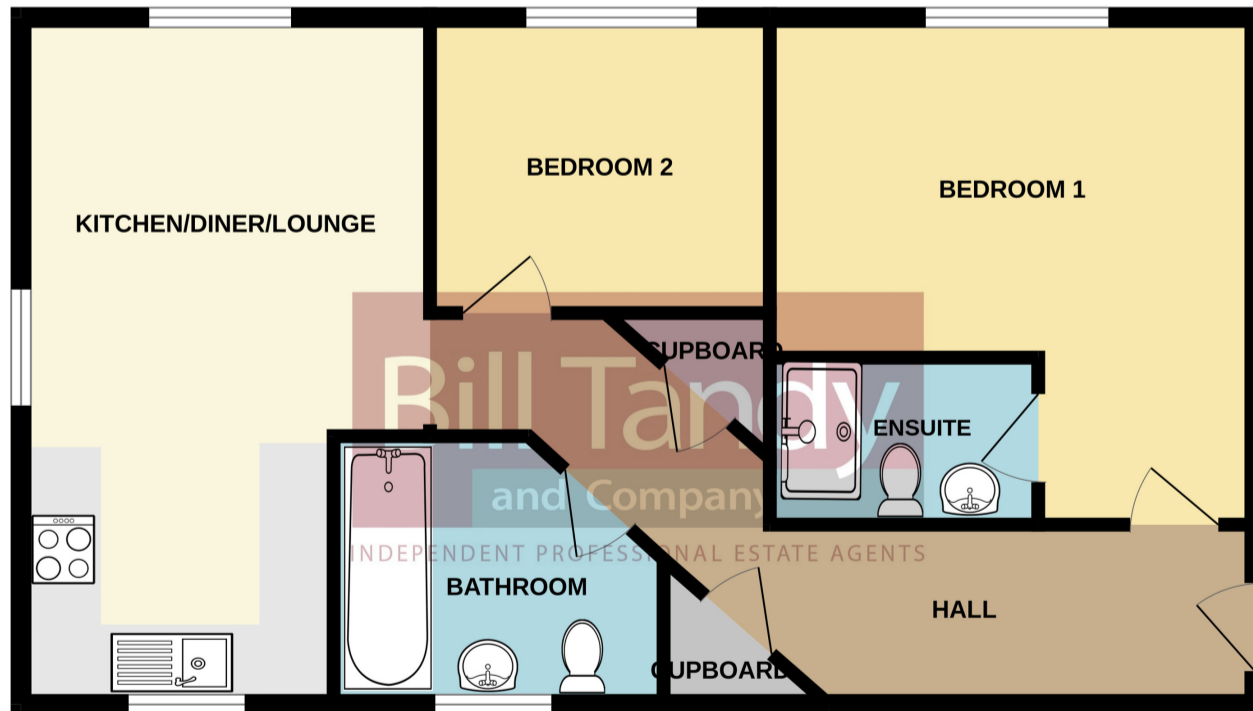 BEDROOM 2
BEDROOM 1
KITCHEN/DINER/LOUNGE
CUPBOARD
Bill Tandy
ENSUITE
and Company
INDEPENDENT PROFESSIONAL ESTATE AGENTS
BATHROOM
HALL
CUPBOARD